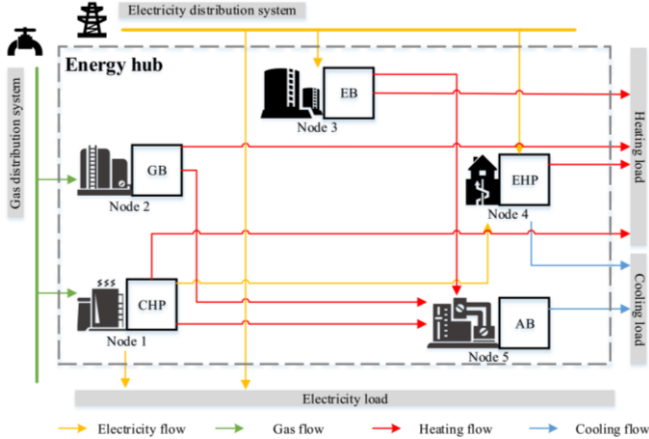 Electricity distribution system
Energy hub
Gas distribution system
EB
Node 3
GB
Node 2
EHP
Node 4
Heating load
CHP
Node 1
AB
Node 5
Cooling load
Electricity load
Electricity flow
Gas flow
Heating flow
Cooling flow